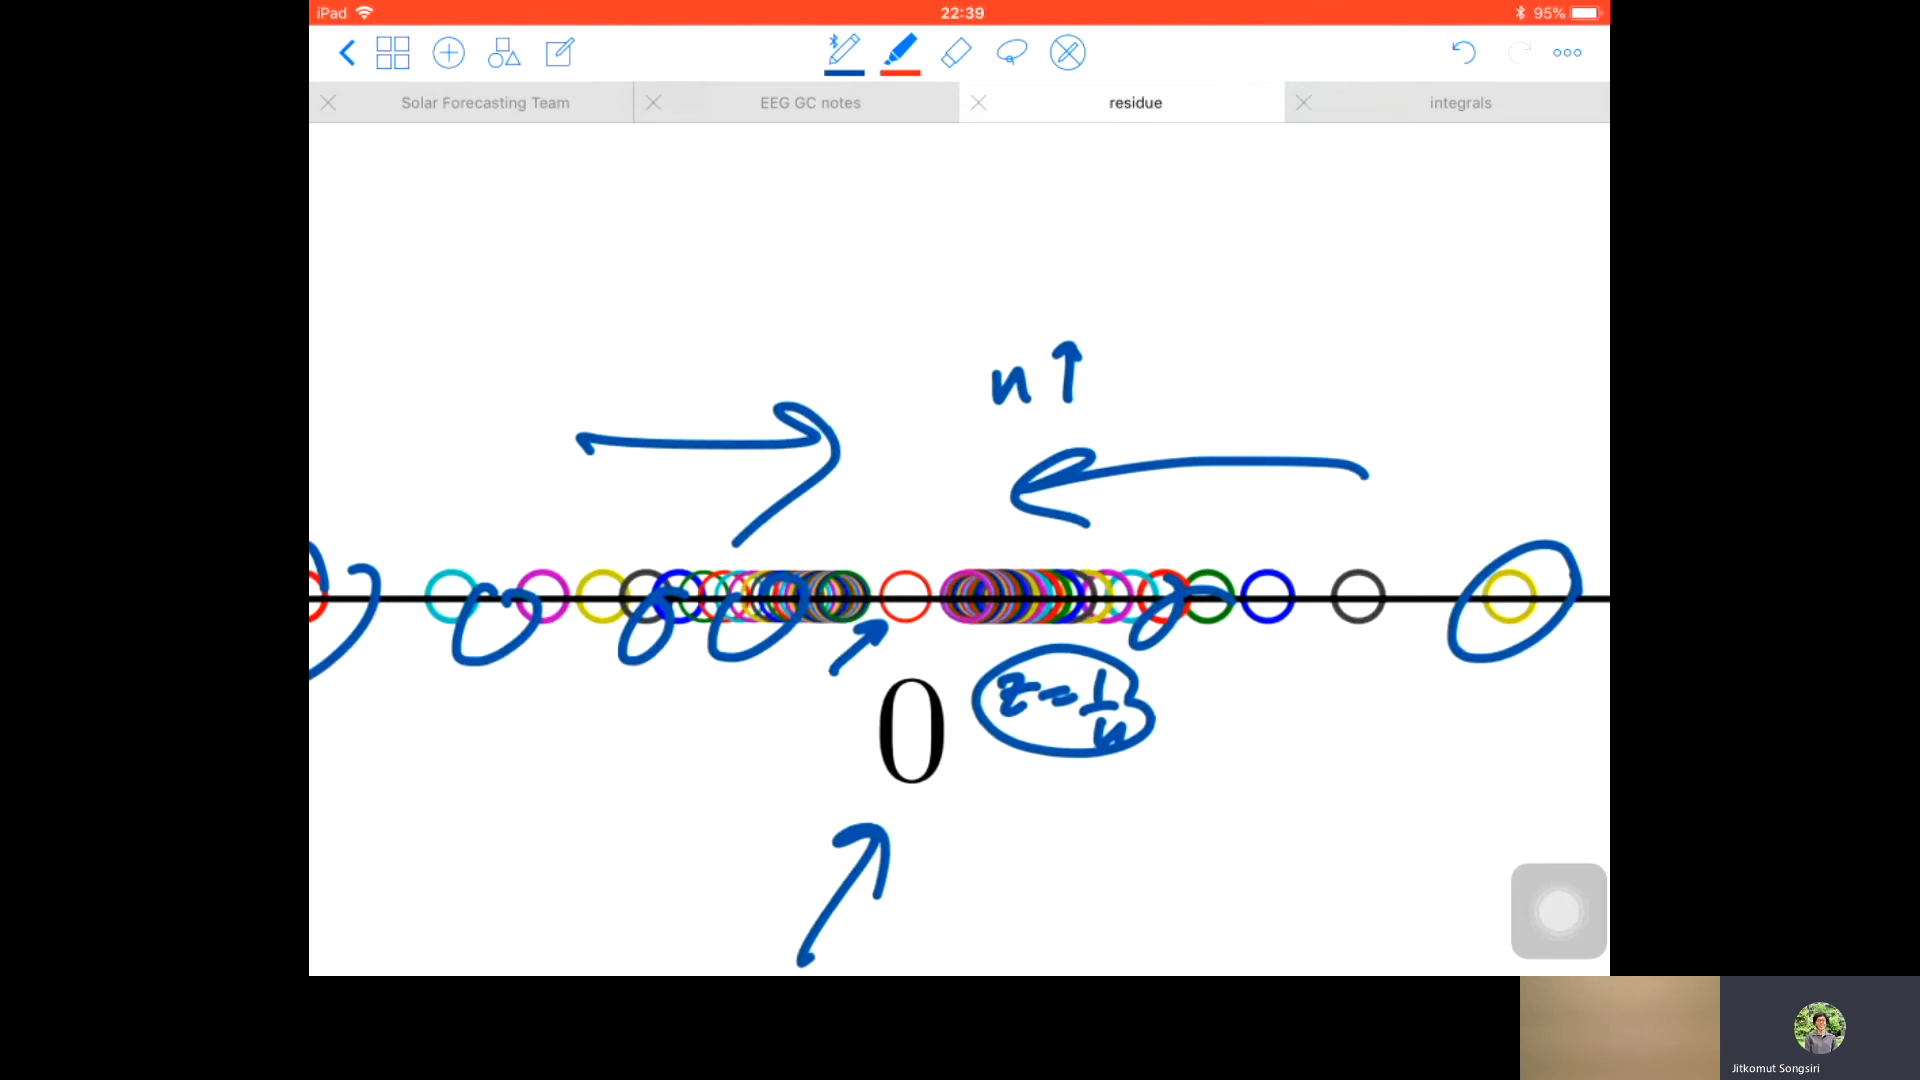 iPad 22:39 95%
Solar Forecasting Team EEG GC notes residue integrals
n ↑
z = 1/n
0
Jitkomut Songsiri